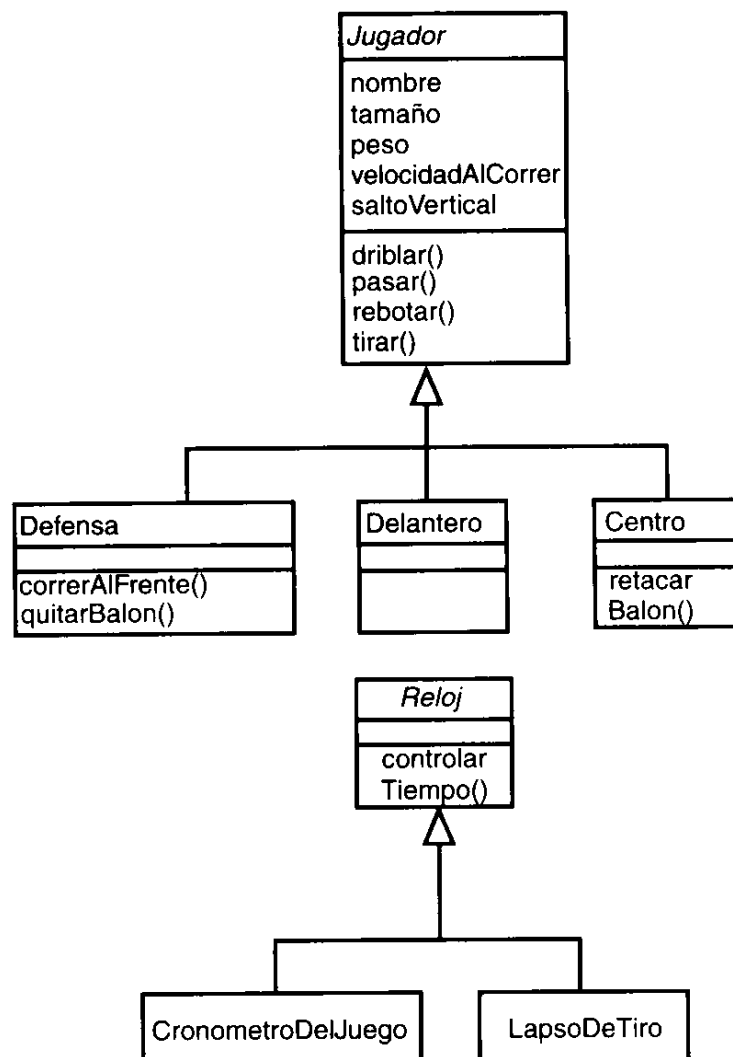 Jugador
nombre
tamaño
peso
velocidadAlCorrer
saltoVertical
driblar()
pasar()
rebotar()
tirar()
Defensa
correrAlFrente()
quitarBalon()
Delantero
Centro
retacar
Balon()
Reloj
controlar
Tiempo()
CronometroDelJuego
LapsoDeTiro